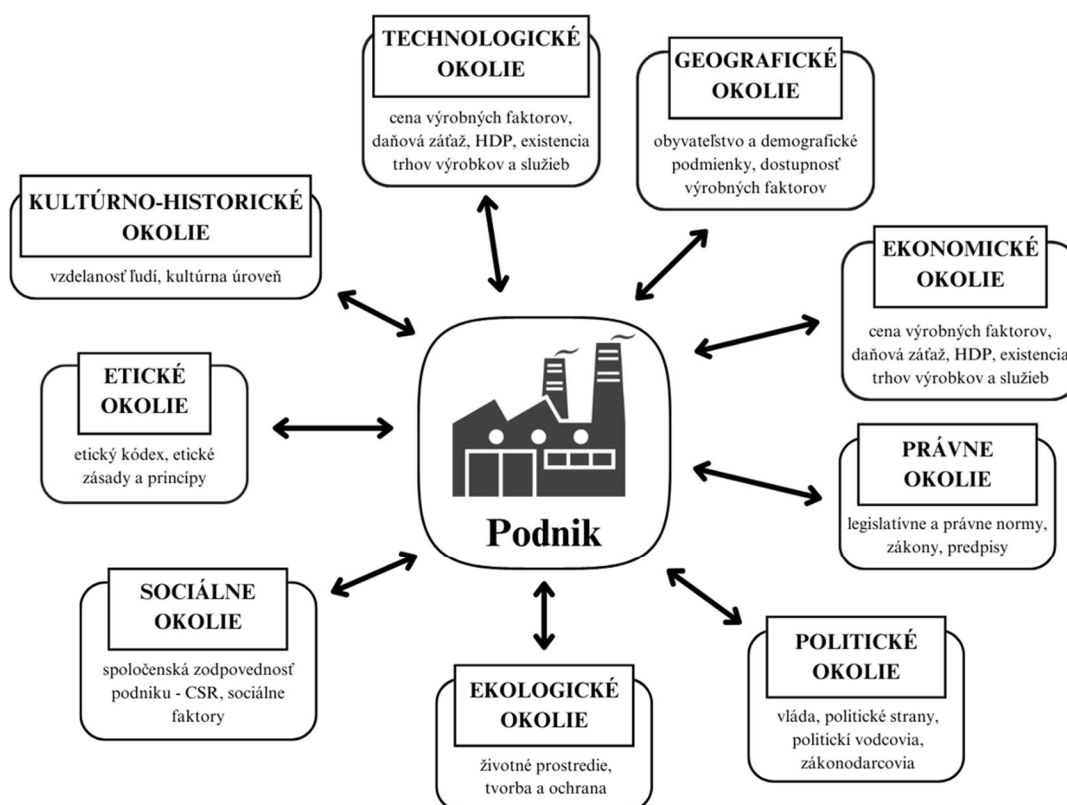 TECHNOLOGICKÉ
OKOLIE
cena výrobných faktorov,
daňová záťaž, HDP, existencia
trhov výrobkov a služieb
GEOGRAFICKÉ
OKOLIE
obyvateľstvo a demografické
podmienky, dostupnosť
výrobných faktorov
KULTÚRNO-HISTORICKÉ
OKOLIE
vzdelanosť ľudí, kultúrna úroveň
EKONOMICKÉ
OKOLIE
cena výrobných faktorov,
daňová záťaž, HDP, existencia
trhov výrobkov a služieb
ETICKÉ
OKOLIE
etický kódex, etické
zásady a princípy
Podnik
PRÁVNE
OKOLIE
legislatívne a právne normy,
zákony, predpisy
SOCIÁLNE
OKOLIE
spoločenská zodpovednosť
podniku - CSR, sociálne
faktory
EKOLOGICKÉ
OKOLIE
životné prostredie,
tvorba a ochrana
POLITICKÉ
OKOLIE
vláda, politické strany,
politickí vodcovia,
zákonodarcovia